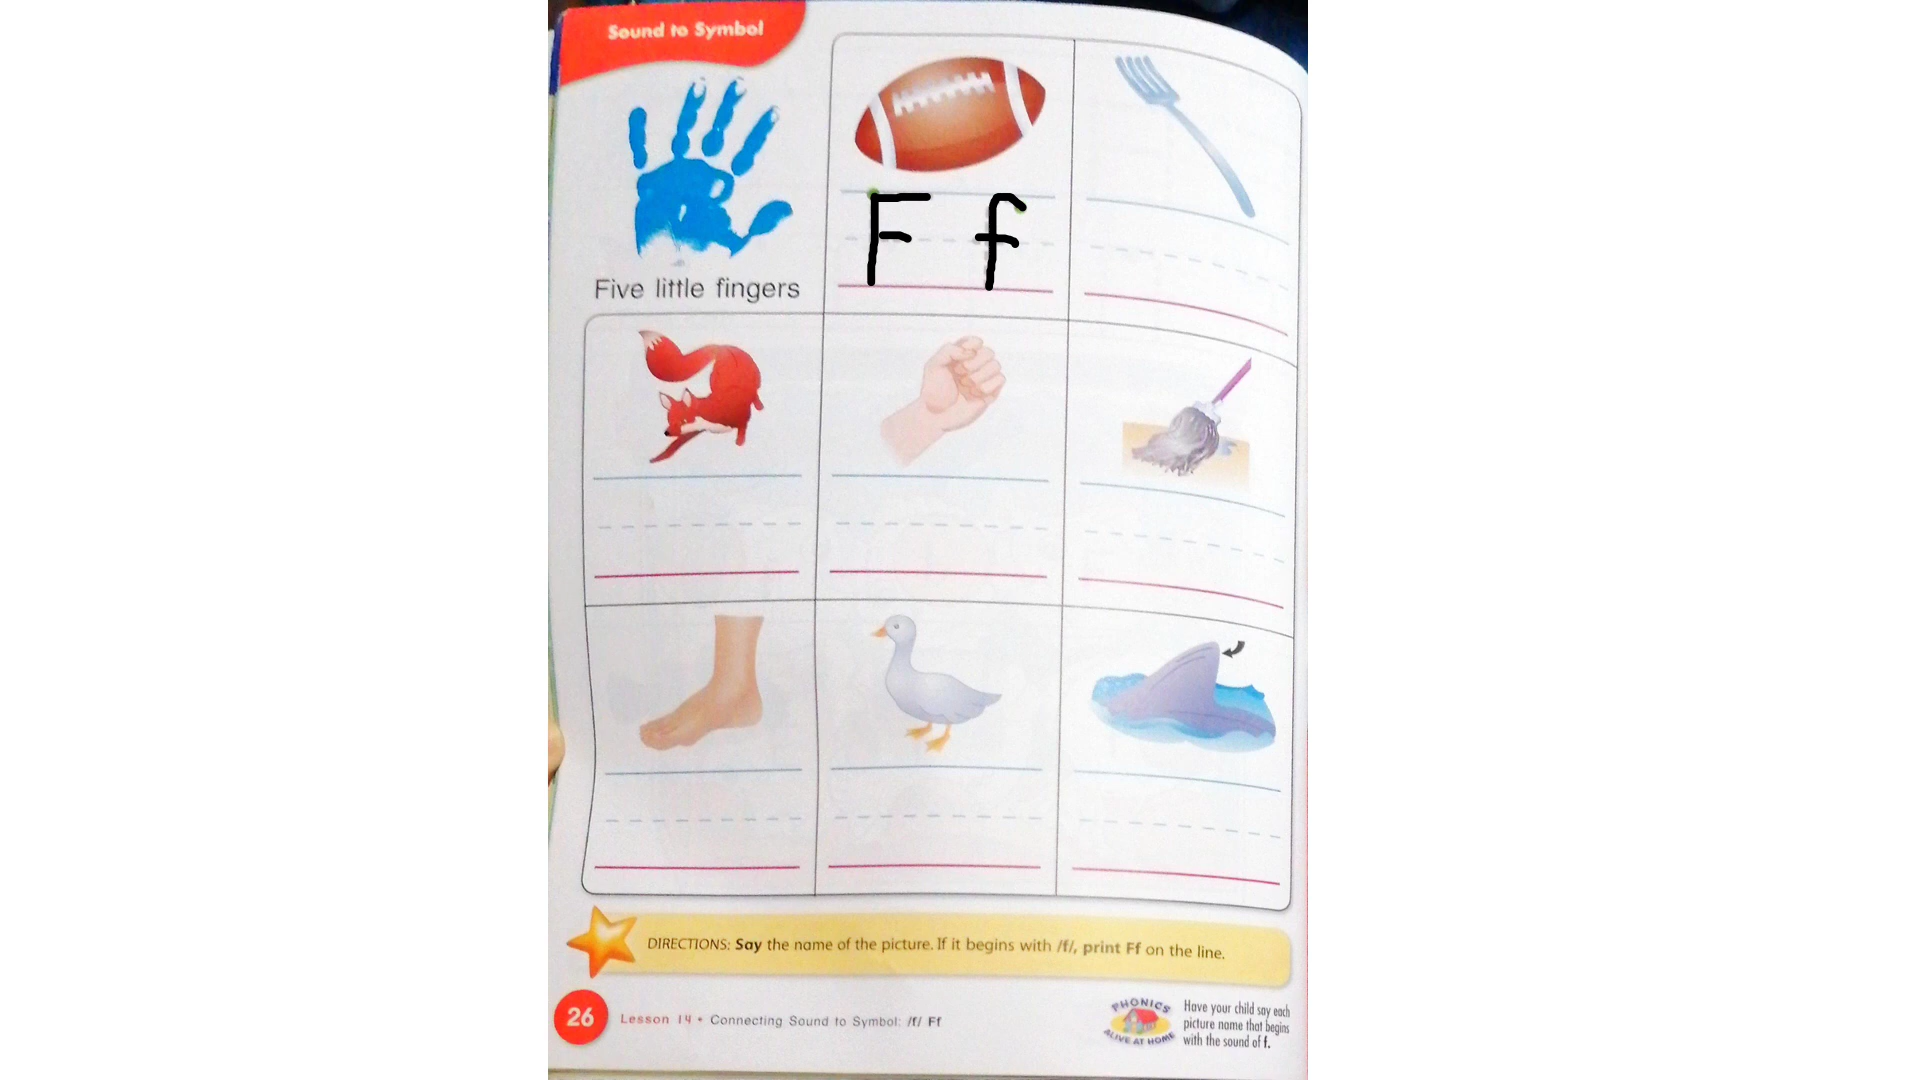 Sound to Symbol
F f
Five little fingers
DIRECTIONS: Say the name of the picture. If it begins with /f/, print Ff on the line.
26
Lesson 14 • Connecting Sound to Symbol: /f/ Ff
PHONICS
ALIVE AT HOME
Have your child say each
picture name that begins
with the sound of f.